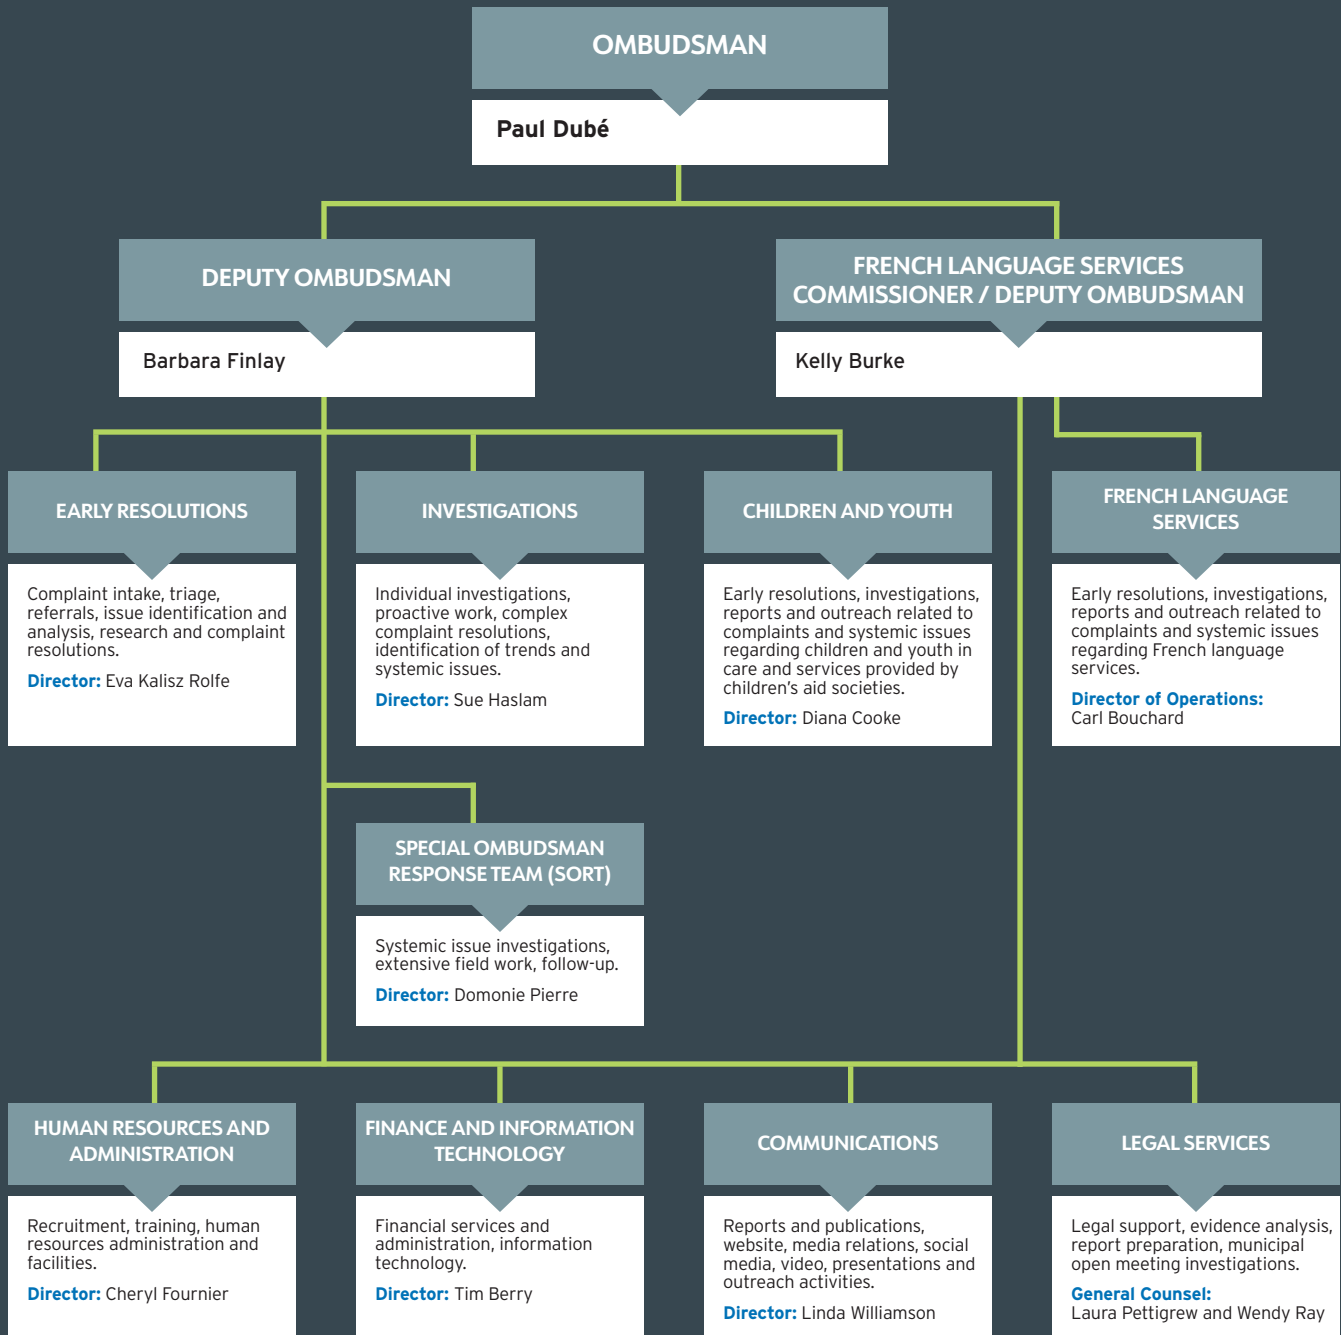 OMBUDSMAN
Paul Dubé
DEPUTY OMBUDSMAN
Barbara Finlay
FRENCH LANGUAGE SERVICES
COMMISSIONER / DEPUTY OMBUDSMAN
Kelly Burke
EARLY RESOLUTIONS
Complaint intake, triage,
referrals, issue identification and
analysis, research and complaint
resolutions.
Director: Eva Kalisz Rolfe
INVESTIGATIONS
Individual investigations,
proactive work, complex
complaint resolutions,
identification of trends and
systemic issues.
Director: Sue Haslam
CHILDREN AND YOUTH
Early resolutions, investigations,
reports and outreach related to
complaints and systemic issues
regarding children and youth in
care and services provided by
children’s aid societies.
Director: Diana Cooke
FRENCH LANGUAGE
SERVICES
Early resolutions, investigations,
reports and outreach related to
complaints and systemic issues
regarding French language
services.
Director of Operations:
Carl Bouchard
SPECIAL OMBUDSMAN
RESPONSE TEAM (SORT)
Systemic issue investigations,
extensive field work, follow-up.
Director: Domonie Pierre
HUMAN RESOURCES AND
ADMINISTRATION
Recruitment, training, human
resources administration and
facilities.
Director: Cheryl Fournier
FINANCE AND INFORMATION
TECHNOLOGY
Financial services and
administration, information
technology.
Director: Tim Berry
COMMUNICATIONS
Reports and publications,
website, media relations, social
media, video, presentations and
outreach activities.
Director: Linda Williamson
LEGAL SERVICES
Legal support, evidence analysis,
report preparation, municipal
open meeting investigations.
General Counsel:
Laura Pettigrew and Wendy Ray